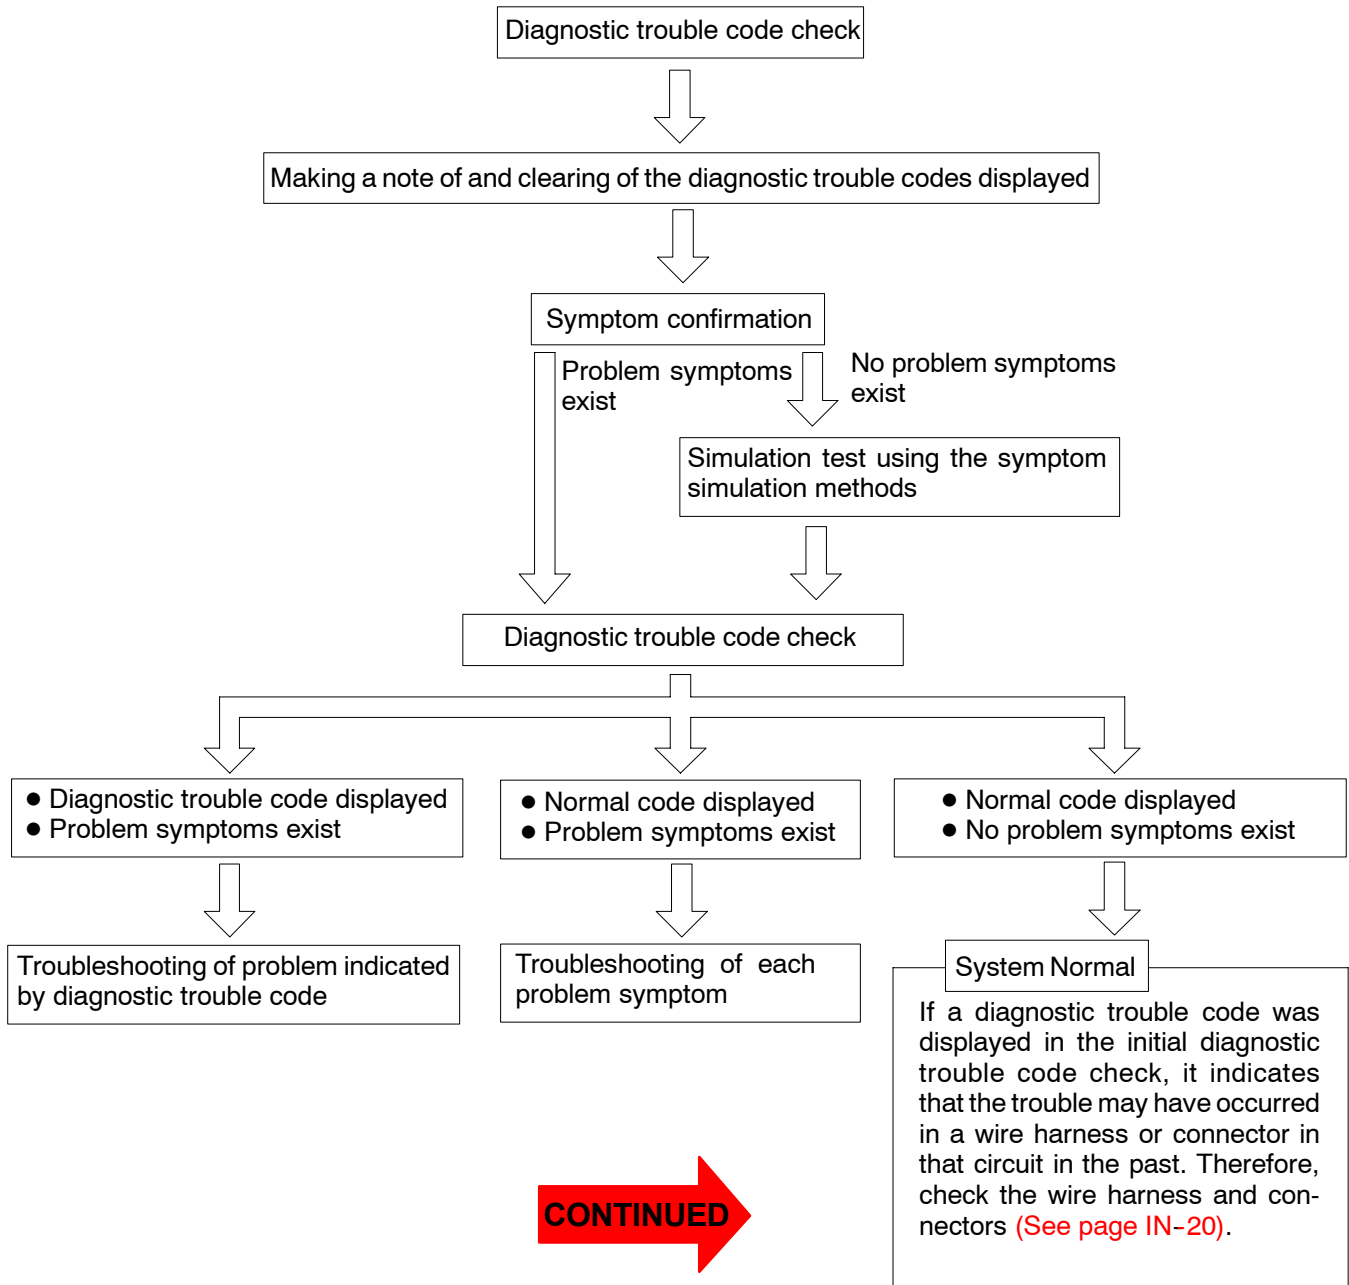 Diagnostic trouble code check
Making a note of and clearing of the diagnostic trouble codes displayed
Symptom confirmation
Problem symptoms
exist
No problem symptoms
exist
Simulation test using the symptom
simulation methods
Diagnostic trouble code check
● Diagnostic trouble code displayed
● Problem symptoms exist
● Normal code displayed
● Problem symptoms exist
● Normal code displayed
● No problem symptoms exist
Troubleshooting of problem indicated
by diagnostic trouble code
Troubleshooting of each
problem symptom
System Normal
If a diagnostic trouble code was
displayed in the initial diagnostic
trouble code check, it indicates
that the trouble may have occurred
in a wire harness or connector in
that circuit in the past. Therefore,
check the wire harness and con-
nectors (See page IN-20).
CONTINUED